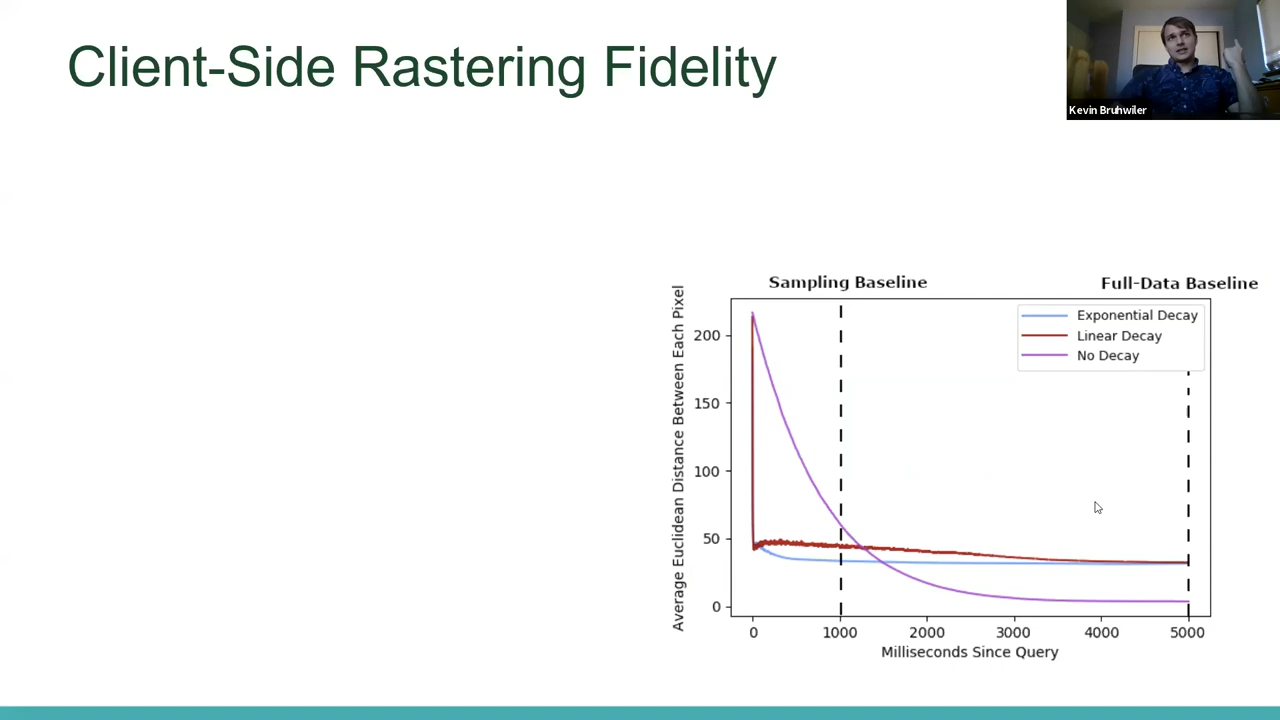 Client-Side Rastering Fidelity
Kevin Bruhwiler
Sampling Baseline
Full-Data Baseline
Average Euclidean Distance Between Each Pixel
200
150
100
50
0
Exponential Decay
Linear Decay
No Decay
0 1000 2000 3000 4000 5000
Milliseconds Since Query